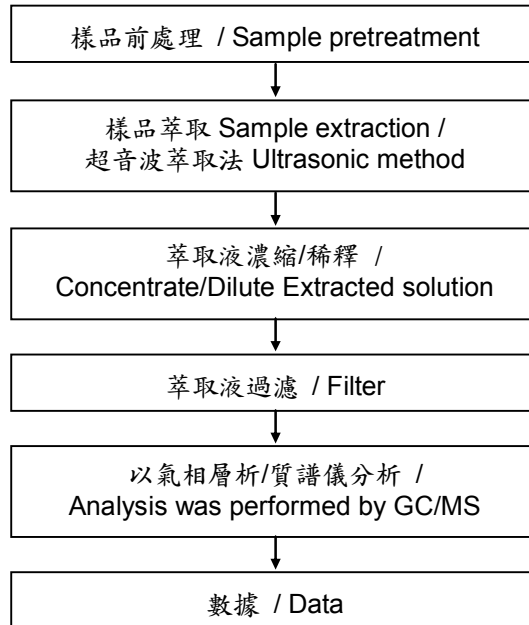 樣品前處理 / Sample pretreatment
樣品萃取 Sample extraction /
超音波萃取法 Ultrasonic method
萃取液濃縮/稀釋 /
Concentrate/Dilute Extracted solution
萃取液過濾 / Filter
以氣相層析/質譜儀分析 /
Analysis was performed by GC/MS
數據 / Data